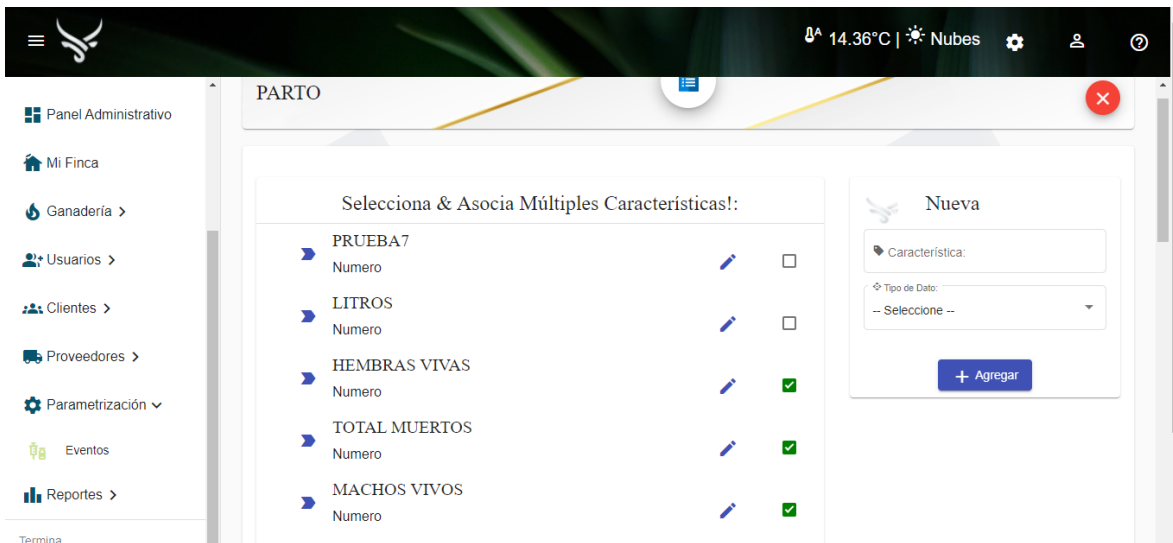 14.36°C | Nubes
Panel Administrativo
Mi Finca
Ganadería
Usuarios
Clientes
Proveedores
Parametrización
Eventos
Reportes
Termina
PARTO
Selecciona & Asocia Múltiples Características!:
PRUEBA7
Numero
LITROS
Numero
HEMBRAS VIVAS
Numero
TOTAL MUERTOS
Numero
MACHOS VIVOS
Numero
Nueva
Característica:
Tipo de Dato:
-- Seleccione --
+ Agregar